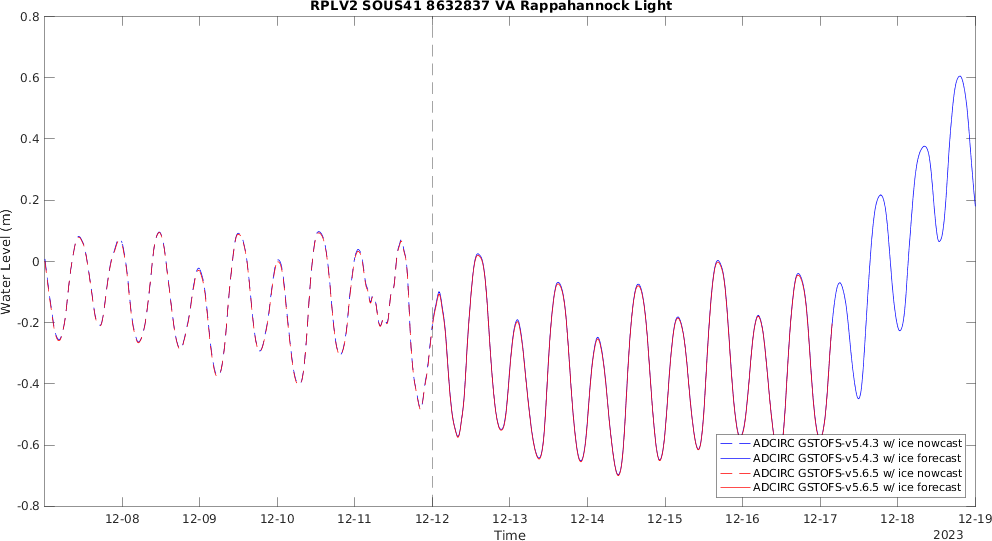 RPLV2 SOUS41 8632837 VA Rappahannock Light
0.8
0.6
0.4
0.2
0
-0.2
-0.4
-0.6
-0.8
Water Level (m)
ADCIRC GSTOFS-v5.4.3 w/ ice nowcast
ADCIRC GSTOFS-v5.4.3 w/ ice forecast
ADCIRC GSTOFS-v5.6.5 w/ ice nowcast
ADCIRC GSTOFS-v5.6.5 w/ ice forecast
12-08 12-09 12-10 12-11 12-12 12-13 12-14 12-15 12-16 12-17 12-18 12-19
Time
2023